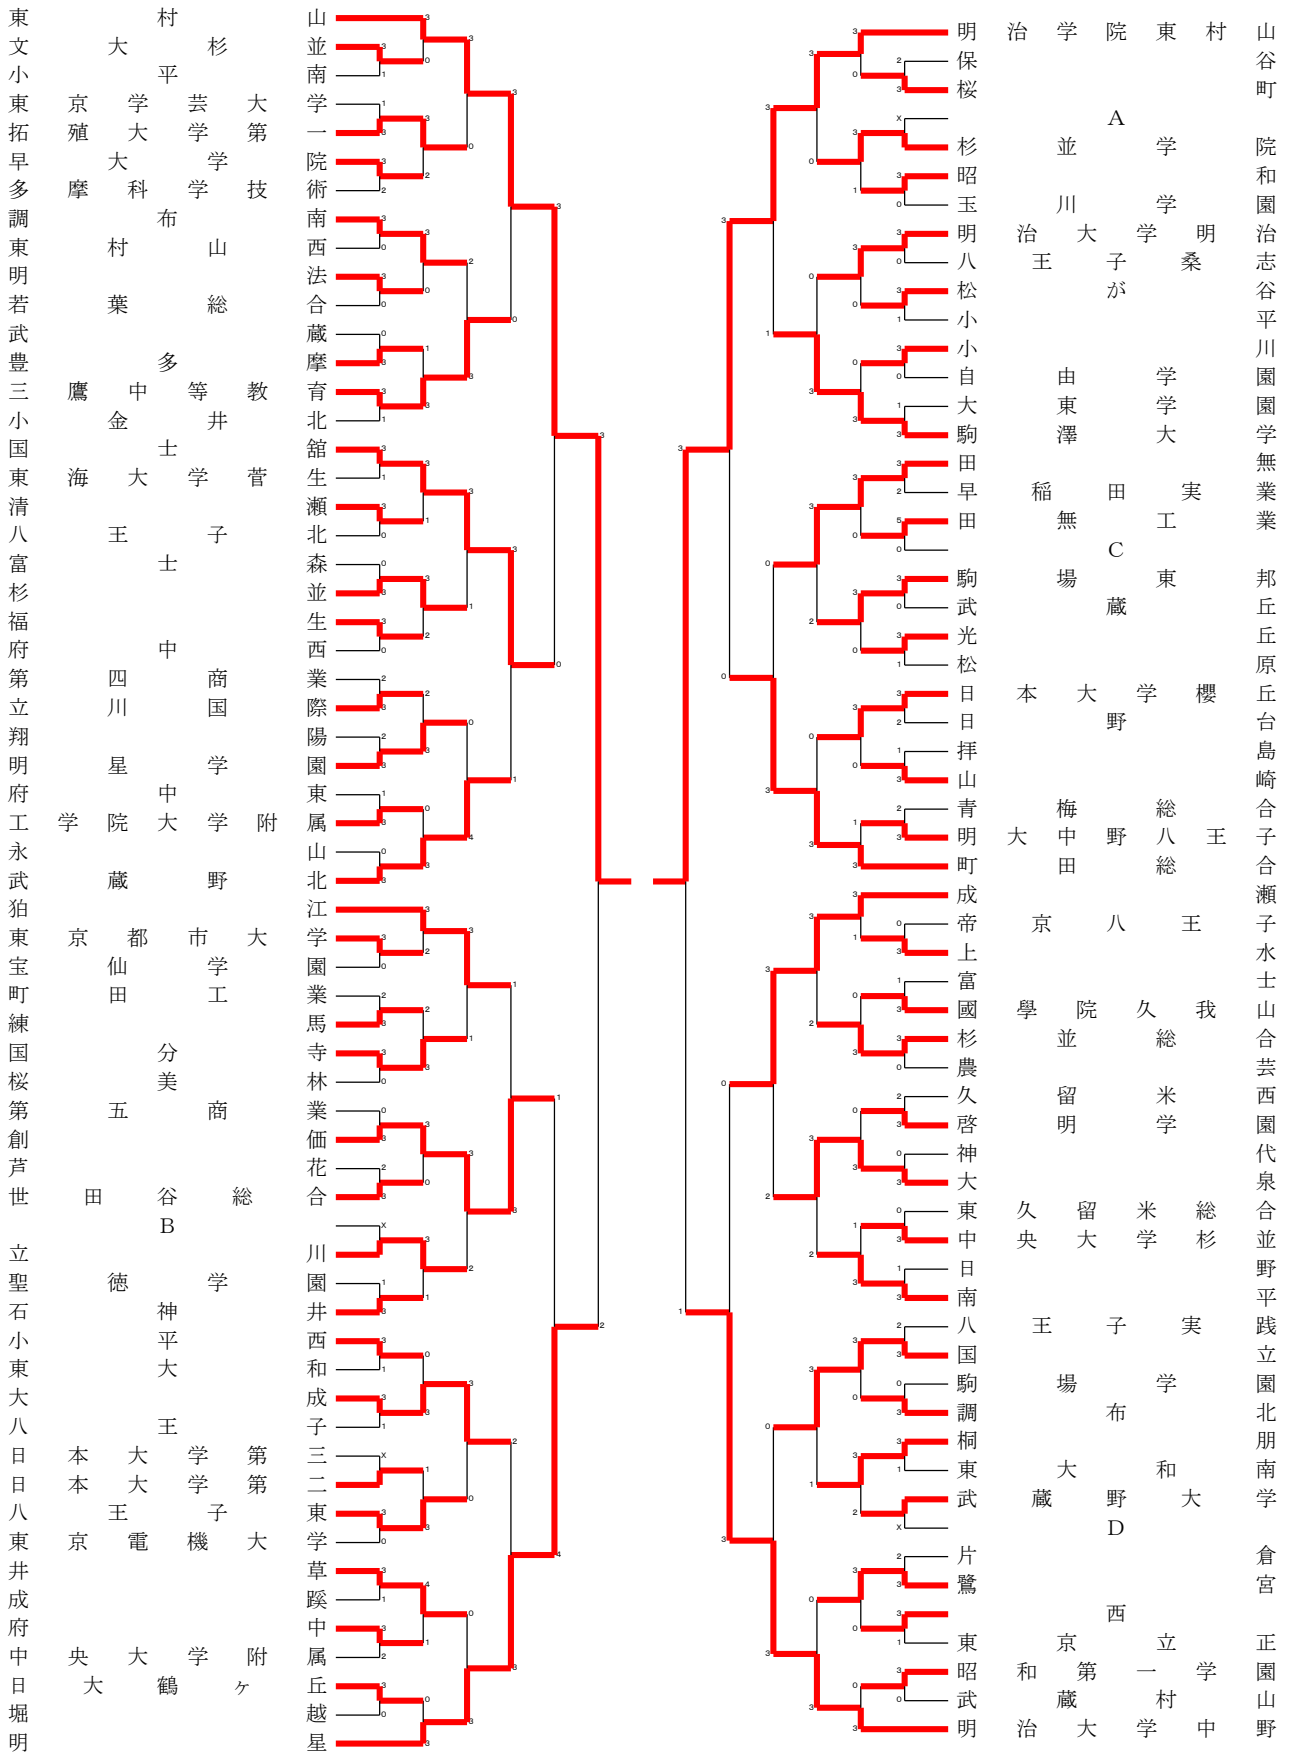 東村山
文大杉並
小平南
東京学芸大学
拓殖大学第一
早大学院
多摩科学技術
調布南
東村山西
明法
若葉総合
武蔵
豊多摩
三鷹中等教育
小金井北
国士舘
東海大学菅生
清瀬
八王子北
富士森
杉並
福生
府中西
第四商業
立川国際
翔陽
明星学園
府中東
工学院大学附属
永山
武蔵野北
狛江
東京都市大学
宝仙学園
町田工業
練馬
国分寺
桜美林
第五商業
創価
芦花
世田谷総合
B
立川
聖徳学園
石神井
小平西
東大和
大成
八王子
日本大学第三
日本大学第二
八王子東
東京電機大学
井草
成蹊
府中
中央大学附属
日大鶴ヶ丘
堀越
明星
明治学院東村山
保谷
桜町
A
杉並学院
昭和
玉川学園
明治大学明治
八王子桑志
松が谷
小平
小川
自由学園
大東学園
駒澤大学
田無
早稲田実業
田無工業
C
駒場東邦
武蔵丘
光丘
松原
日本大学櫻丘
日野台
拝島
山崎
青梅総合
明大中野八王子
町田総合
成瀬
帝京八王子
上水
富士
國學院久我山
杉並総合
農芸
久留米西
啓明学園
神代
大泉
東久留米総合
中央大学杉並
日野
南平
八王子実践
国立
駒場学園
調布北
桐朋
東大和南
武蔵野大学
D
片倉
鷺宮
西
東京立正
昭和第一学園
武蔵村山
明治大学中野